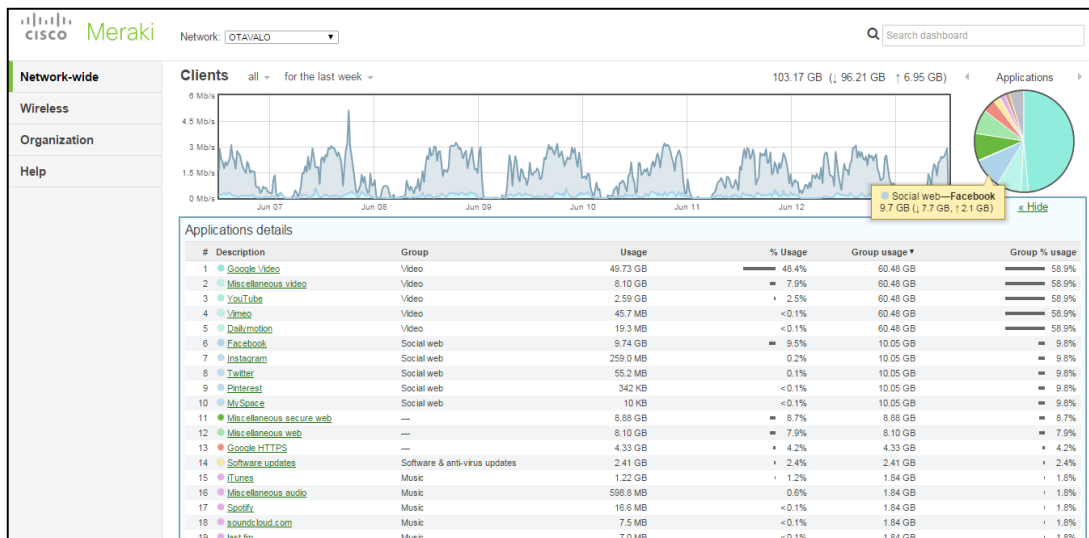 CISCO Meraki
Network: OTAVALO
Search dashboard
Network-wide
Wireless
Organization
Help
Clients all for the last week
103.17 GB (↓ 96.21 GB ↑ 6.95 GB)
Applications
6 Mb/s
4.5 Mb/s
3 Mb/s
1.5 Mb/s
0 Mb/s
Jun 07 Jun 08 Jun 09 Jun 10 Jun 11 Jun 12
Social web—Facebook
9.7 GB (↓ 7.7 GB, ↑ 2.1 GB)
« Hide
Applications details
# Description Group Usage % Usage Group usage ▼ Group % usage
1 Google Video Video 49.73 GB 48.4% 60.48 GB 58.9%
2 Miscellaneous video Video 8.10 GB 7.9% 60.48 GB 58.9%
3 YouTube Video 2.59 GB 2.5% 60.48 GB 58.9%
4 Vimeo Video 45.7 MB <0.1% 60.48 GB 58.9%
5 Dailymotion Video 19.3 MB <0.1% 60.48 GB 58.9%
6 Facebook Social web 9.74 GB 9.5% 10.05 GB 9.8%
7 Instagram Social web 259.0 MB 0.2% 10.05 GB 9.8%
8 Twitter Social web 55.2 MB 0.1% 10.05 GB 9.8%
9 Pinterest Social web 342 KB <0.1% 10.05 GB 9.8%
10 MySpace Social web 10 KB <0.1% 10.05 GB 9.8%
11 Miscellaneous secure web — 8.88 GB 8.7% 8.88 GB 8.7%
12 Miscellaneous web — 8.10 GB 7.9% 8.10 GB 7.9%
13 Google HTTPS — 4.33 GB 4.2% 4.33 GB 4.2%
14 Software updates Software & anti-virus updates 2.41 GB 2.4% 2.41 GB 2.4%
15 iTunes Music 1.22 GB 1.2% 1.84 GB 1.8%
16 Miscellaneous audio Music 598.8 MB 0.6% 1.84 GB 1.8%
17 Spotify Music 16.6 MB <0.1% 1.84 GB 1.8%
18 soundcloud.com Music 7.5 MB <0.1% 1.84 GB 1.8%
19 last.fm Music 7.0 MB <0.1% 1.84 GB 1.8%